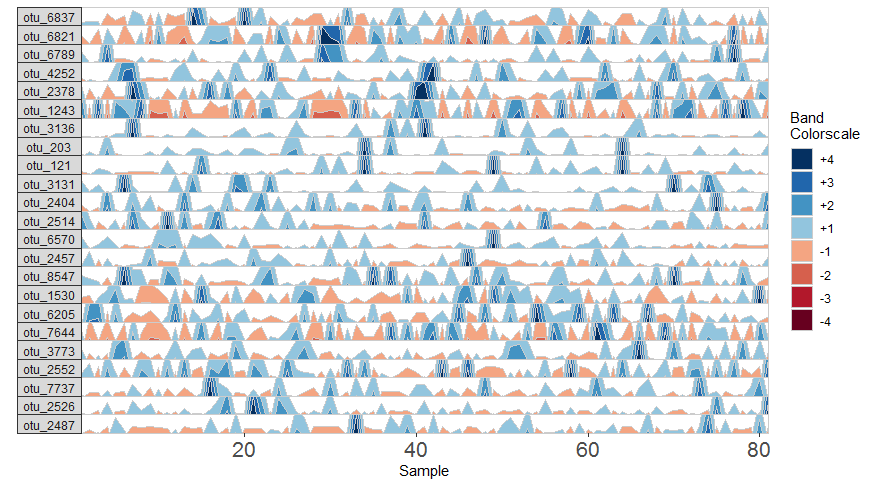 otu_6837
otu_6821
otu_6789
otu_4252
otu_2378
otu_1243
otu_3136
otu_203
otu_121
otu_3131
otu_2404
otu_2514
otu_6570
otu_2457
otu_8547
otu_1530
otu_6205
otu_7644
otu_3773
otu_2552
otu_7737
otu_2526
otu_2487
20 40 60 80
Sample
Band
Colorscale
+4
+3
+2
+1
-1
-2
-3
-4